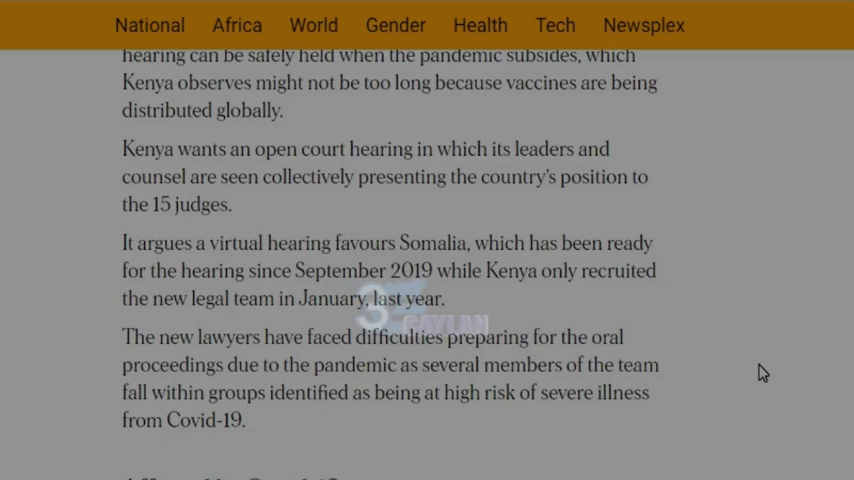 National Africa World Gender Health Tech Newsplex
hearing can be safely held when the pandemic subsides, which
Kenya observes might not be too long because vaccines are being
distributed globally.
Kenya wants an open court hearing in which its leaders and
counsel are seen collectively presenting the country's position to
the 15 judges.
It argues a virtual hearing favours Somalia, which has been ready
for the hearing since September 2019 while Kenya only recruited
the new legal team in January, last year.
The new lawyers have faced difficulties preparing for the oral
proceedings due to the pandemic as several members of the team
fall within groups identified as being at high risk of severe illness
from Covid-19.